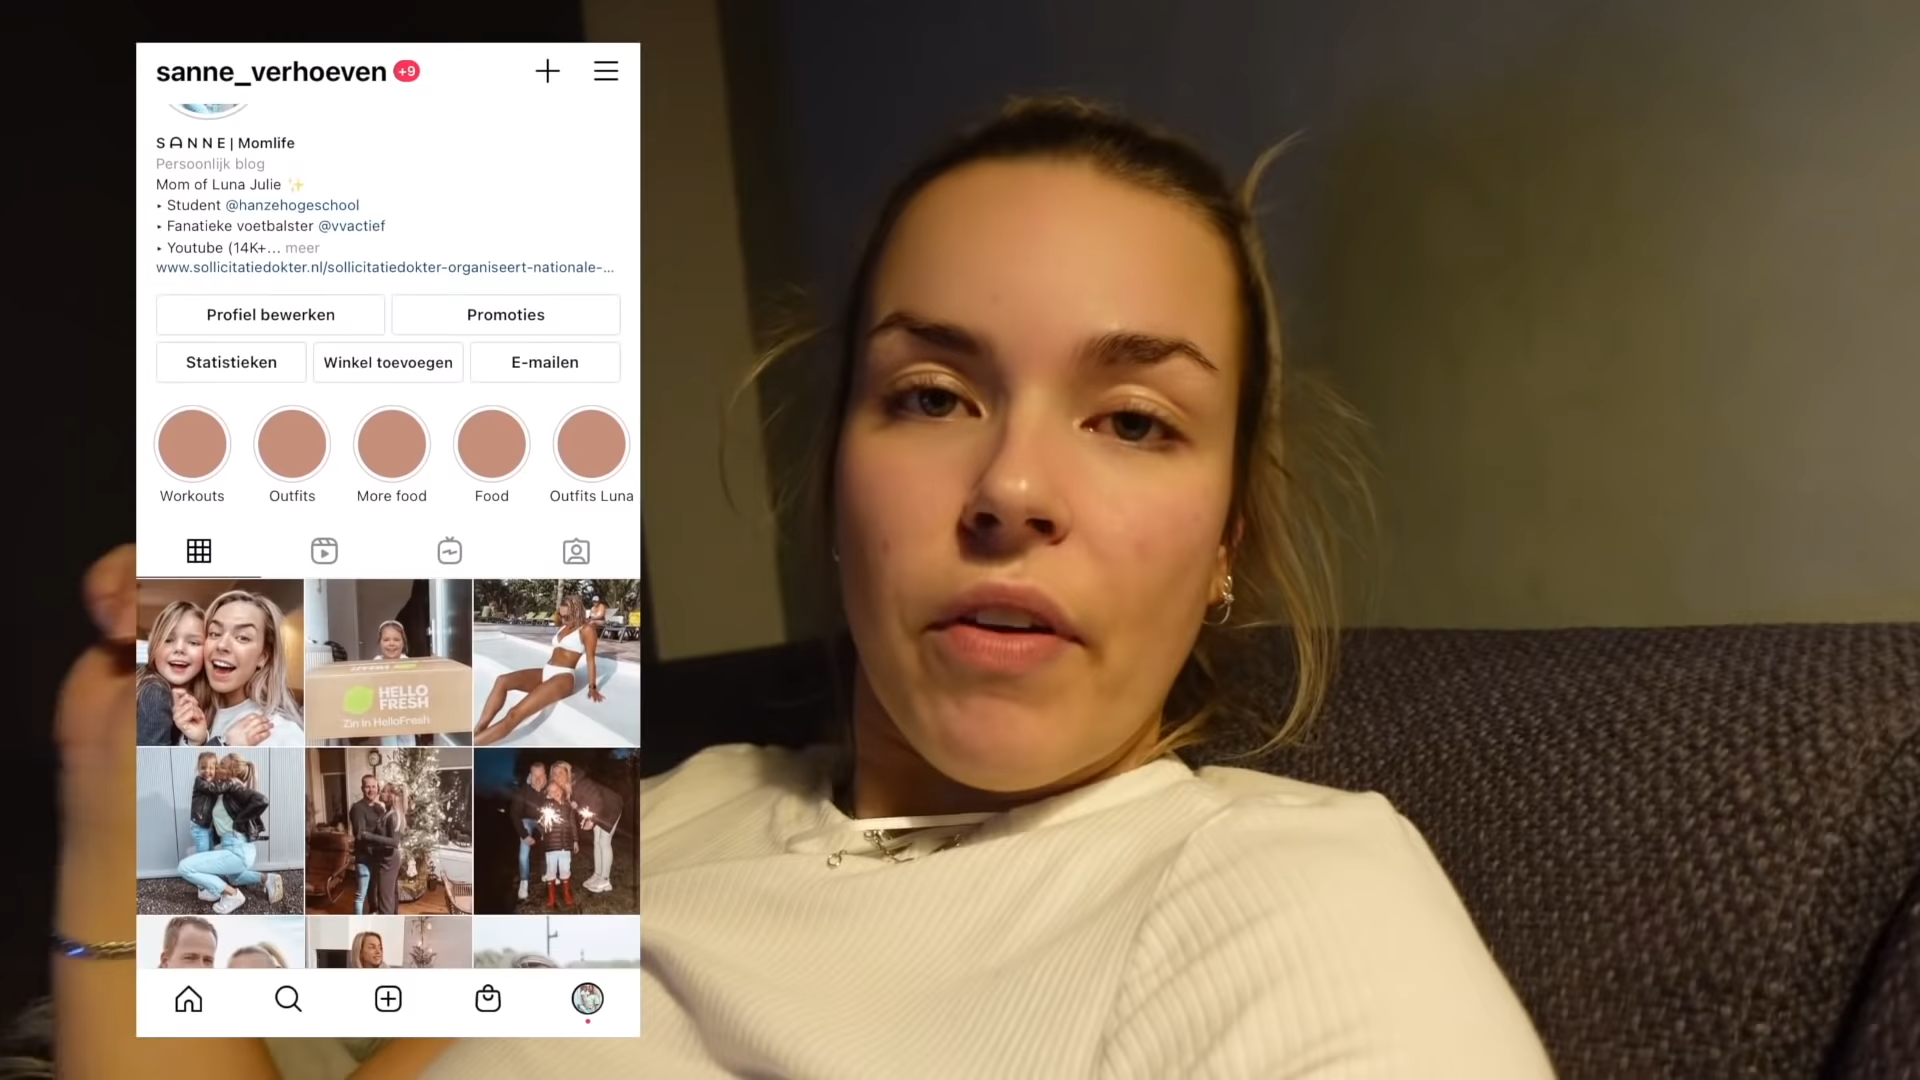 sanne_verhoeven +9
S A N N E | Momlife
Persoonlijk blog
Mom of Luna Julie ✨
▸ Student @hanzehogeschool
▸ Fanatieke voetbalster @vvactief
▸ Youtube (14K+... meer
www.sollicitatiedokter.nl/sollicitatiedokter-organiseert-nationale-...
Profiel bewerken
Promoties
Statistieken
Winkel toevoegen
E-mailen
Workouts
Outfits
More food
Food
Outfits Luna
HELLO
FRESH
Zin in HelloFresh